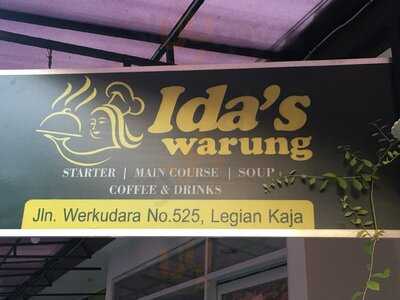 Ida's
warung
STARTER | MAIN COURSE | SOUP
COFFEE & DRINKS
Jln. Werkudara No.525, Legian Kaja